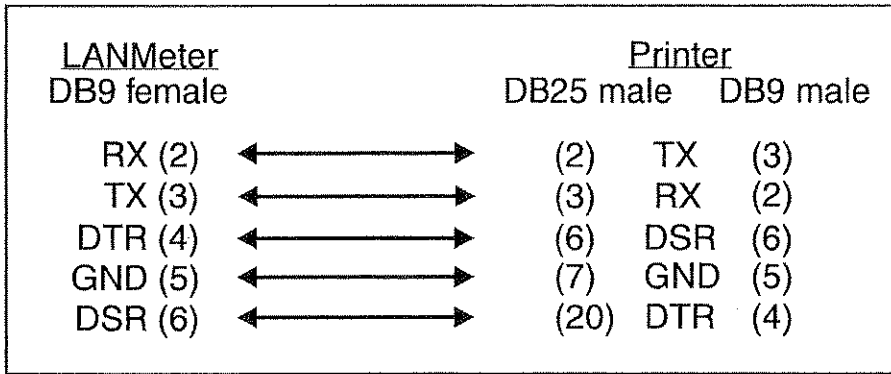 LANMeter Printer
DB9 female DB25 male DB9 male
RX (2) (2) TX (3)
TX (3) (3) RX (2)
DTR (4) (6) DSR (6)
GND (5) (7) GND (5)
DSR (6) (20) DTR (4)